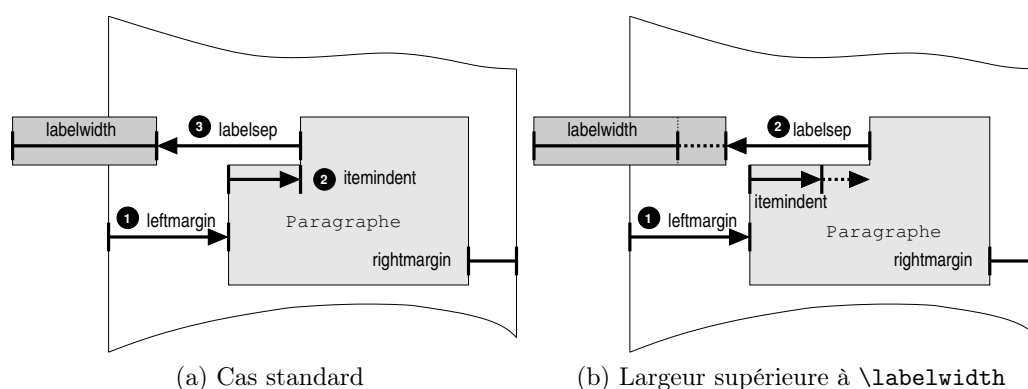 labelwidth 3 labelsep labelwidth 2 labelsep
2 itemindent itemindent
1 leftmargin Paragraphe 1 leftmargin Paragraphe
rightmargin rightmargin
(a) Cas standard (b) Largeur supérieure à \labelwidth